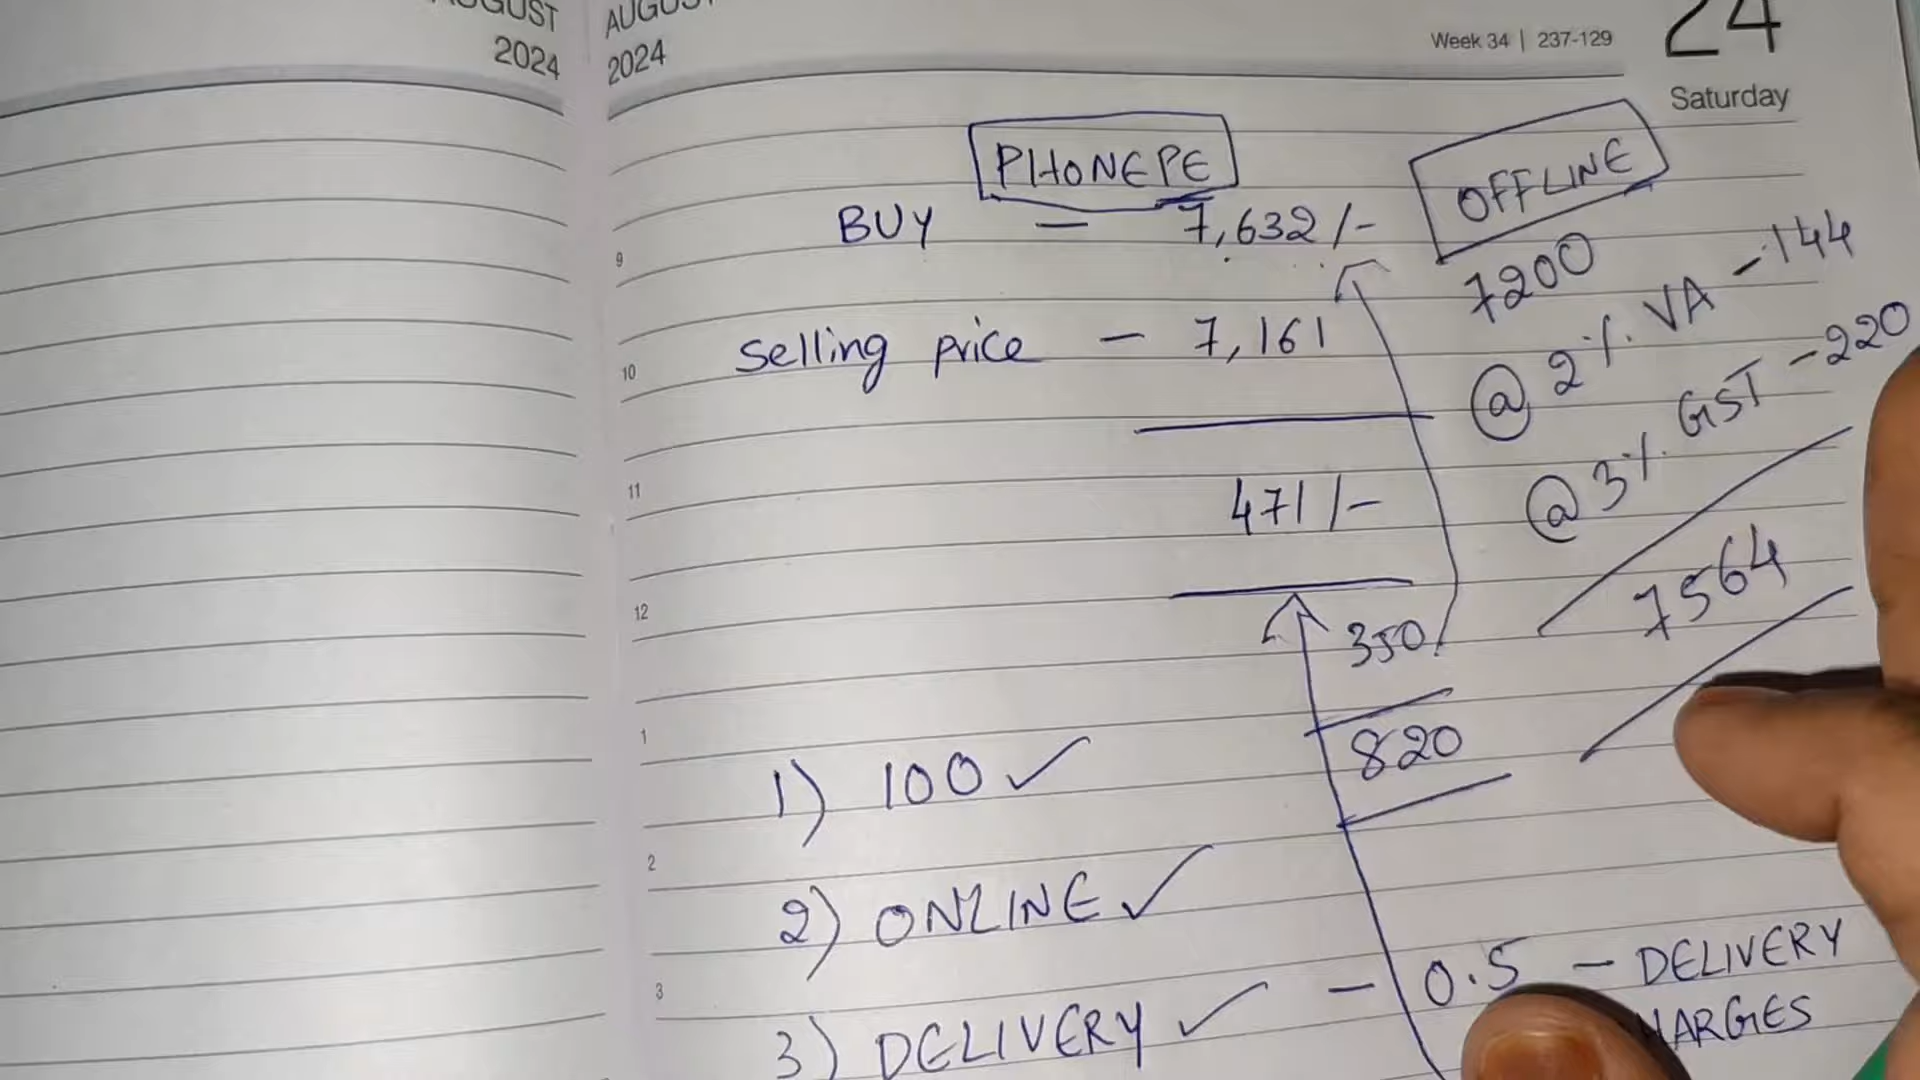 AUGUST
2024
AUGUST
2024
Week 34 | 237-129
24
Saturday
PHONEPE
BUY - 7,632/-
9
10
Selling price - 7,161
11
471/-
12
350
820
1
1) 100 ✓
2
2) ONLINE ✓
3
3) DELIVERY ✓ - 0.5 - DELIVERY
HARGES
OFFLINE
7200
@ 2% VA - 144
@ 3% GST - 220
7564